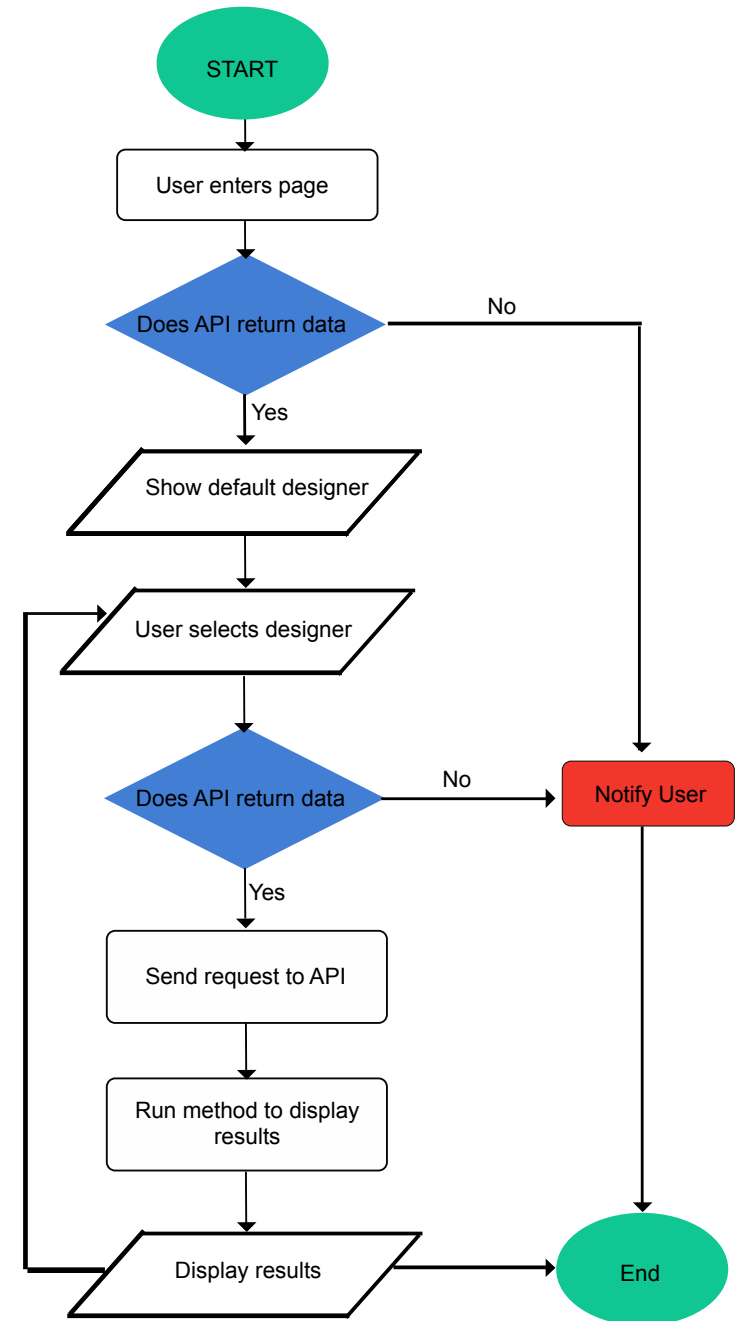 START
User enters page
Does API return data
No
Yes
Show default designer
User selects designer
Does API return data
No
Notify User
Yes
Send request to API
Run method to display
results
Display results
End